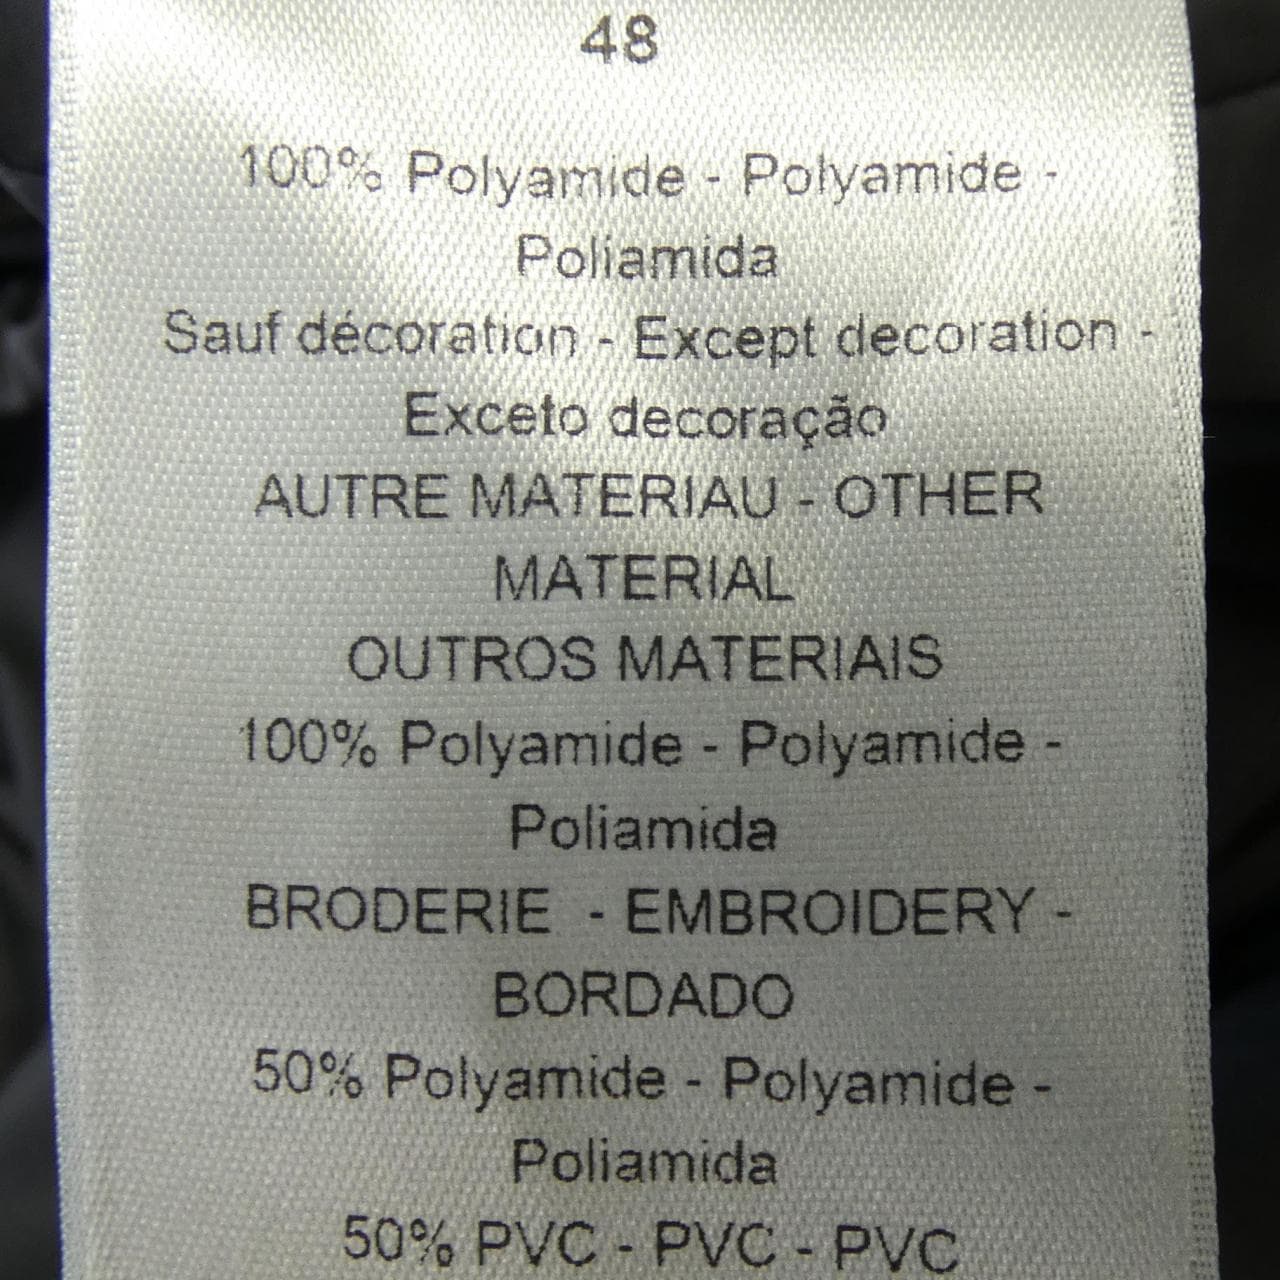 48
100% Polyamide - Polyamide -
Poliamida
Sauf décoration - Except decoration -
Exceto decoração
AUTRE MATERIAU - OTHER
MATERIAL
OUTROS MATERIAIS
100% Polyamide - Polyamide -
Poliamida
BRODERIE - EMBROIDERY -
BORDADO
50% Polyamide - Polyamide -
Poliamida
50% PVC - PVC - PVC